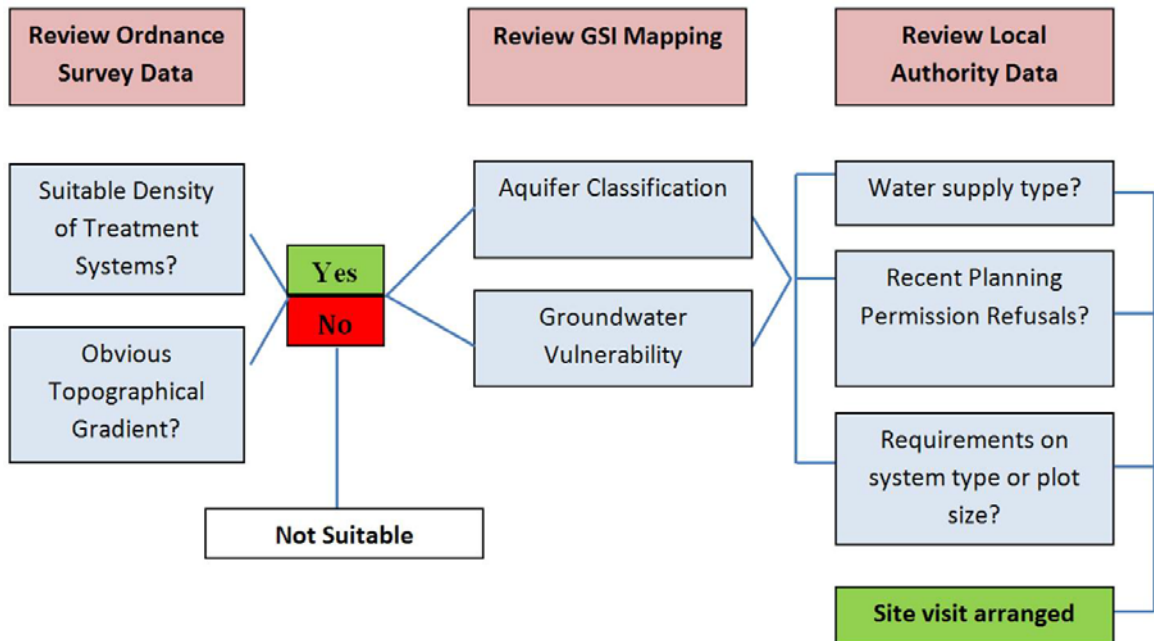 Review Ordnance
Survey Data
Review GSI Mapping
Review Local
Authority Data
Suitable Density
of Treatment
Systems?
Obvious
Topographical
Gradient?
Yes
No
Not Suitable
Aquifer Classification
Groundwater
Vulnerability
Water supply type?
Recent Planning
Permission Refusals?
Requirements on
system type or plot
size?
Site visit arranged